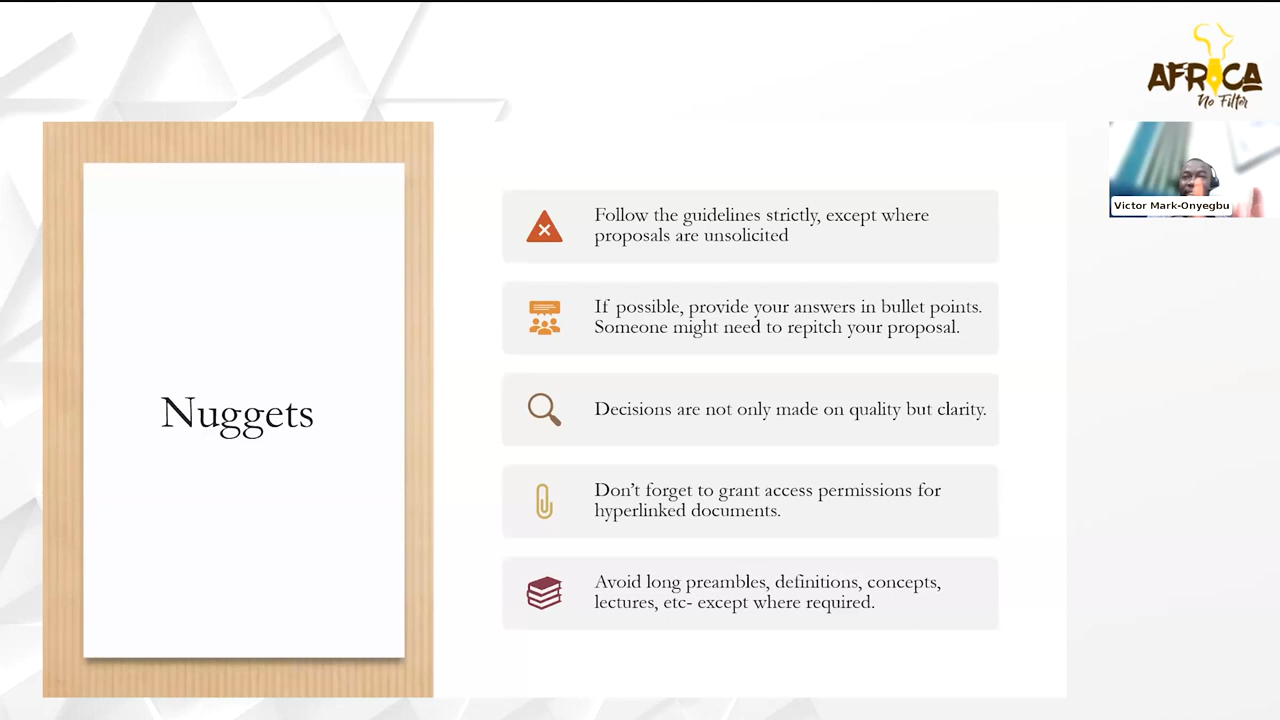 AFRICA
No Filter
Victor Mark-Onyegbu
Nuggets
Follow the guidelines strictly, except where
proposals are unsolicited
If possible, provide your answers in bullet points.
Someone might need to repitch your proposal.
Decisions are not only made on quality but clarity.
Don't forget to grant access permissions for
hyperlinked documents.
Avoid long preambles, definitions, concepts,
lectures, etc- except where required.